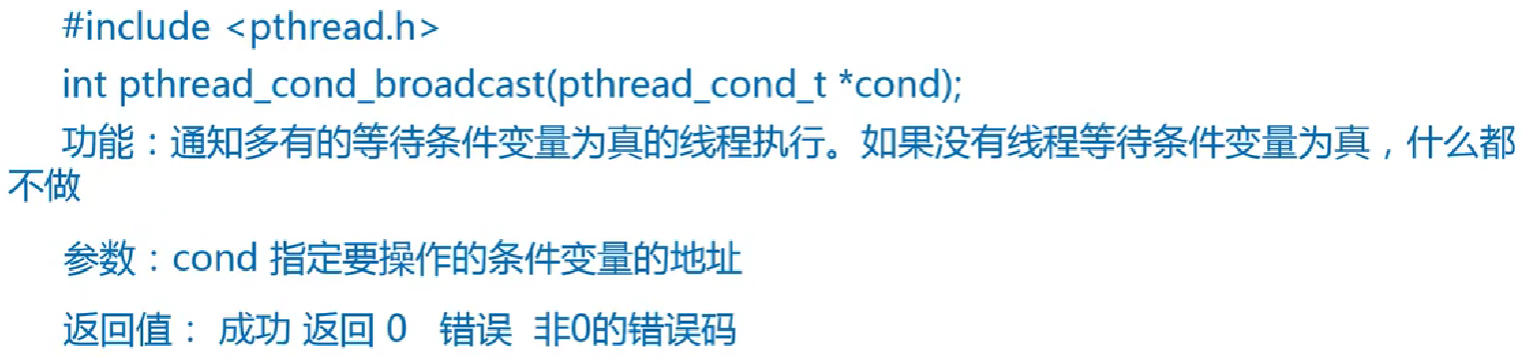 #include <pthread.h>
int pthread_cond_broadcast(pthread_cond_t *cond);
功能：通知多有的等待条件变量为真的线程执行。如果没有线程等待条件变量为真，什么都
不做
参数：cond 指定要操作的条件变量的地址
返回值： 成功 返回 0 错误 非0的错误码